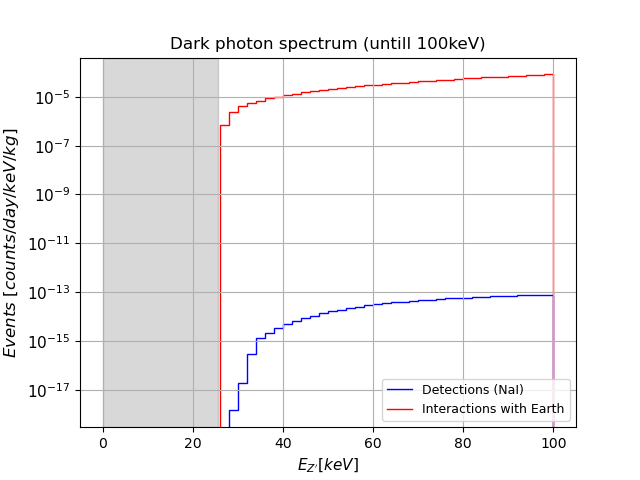 Dark photon spectrum (untill 100keV)
Events [counts/day/keV/kg]
10⁻⁵
10⁻⁷
10⁻⁹
10⁻¹¹
10⁻¹³
10⁻¹⁵
10⁻¹⁷
Detections (NaI)
Interactions with Earth
0 20 40 60 80 100
E_Z′[keV]